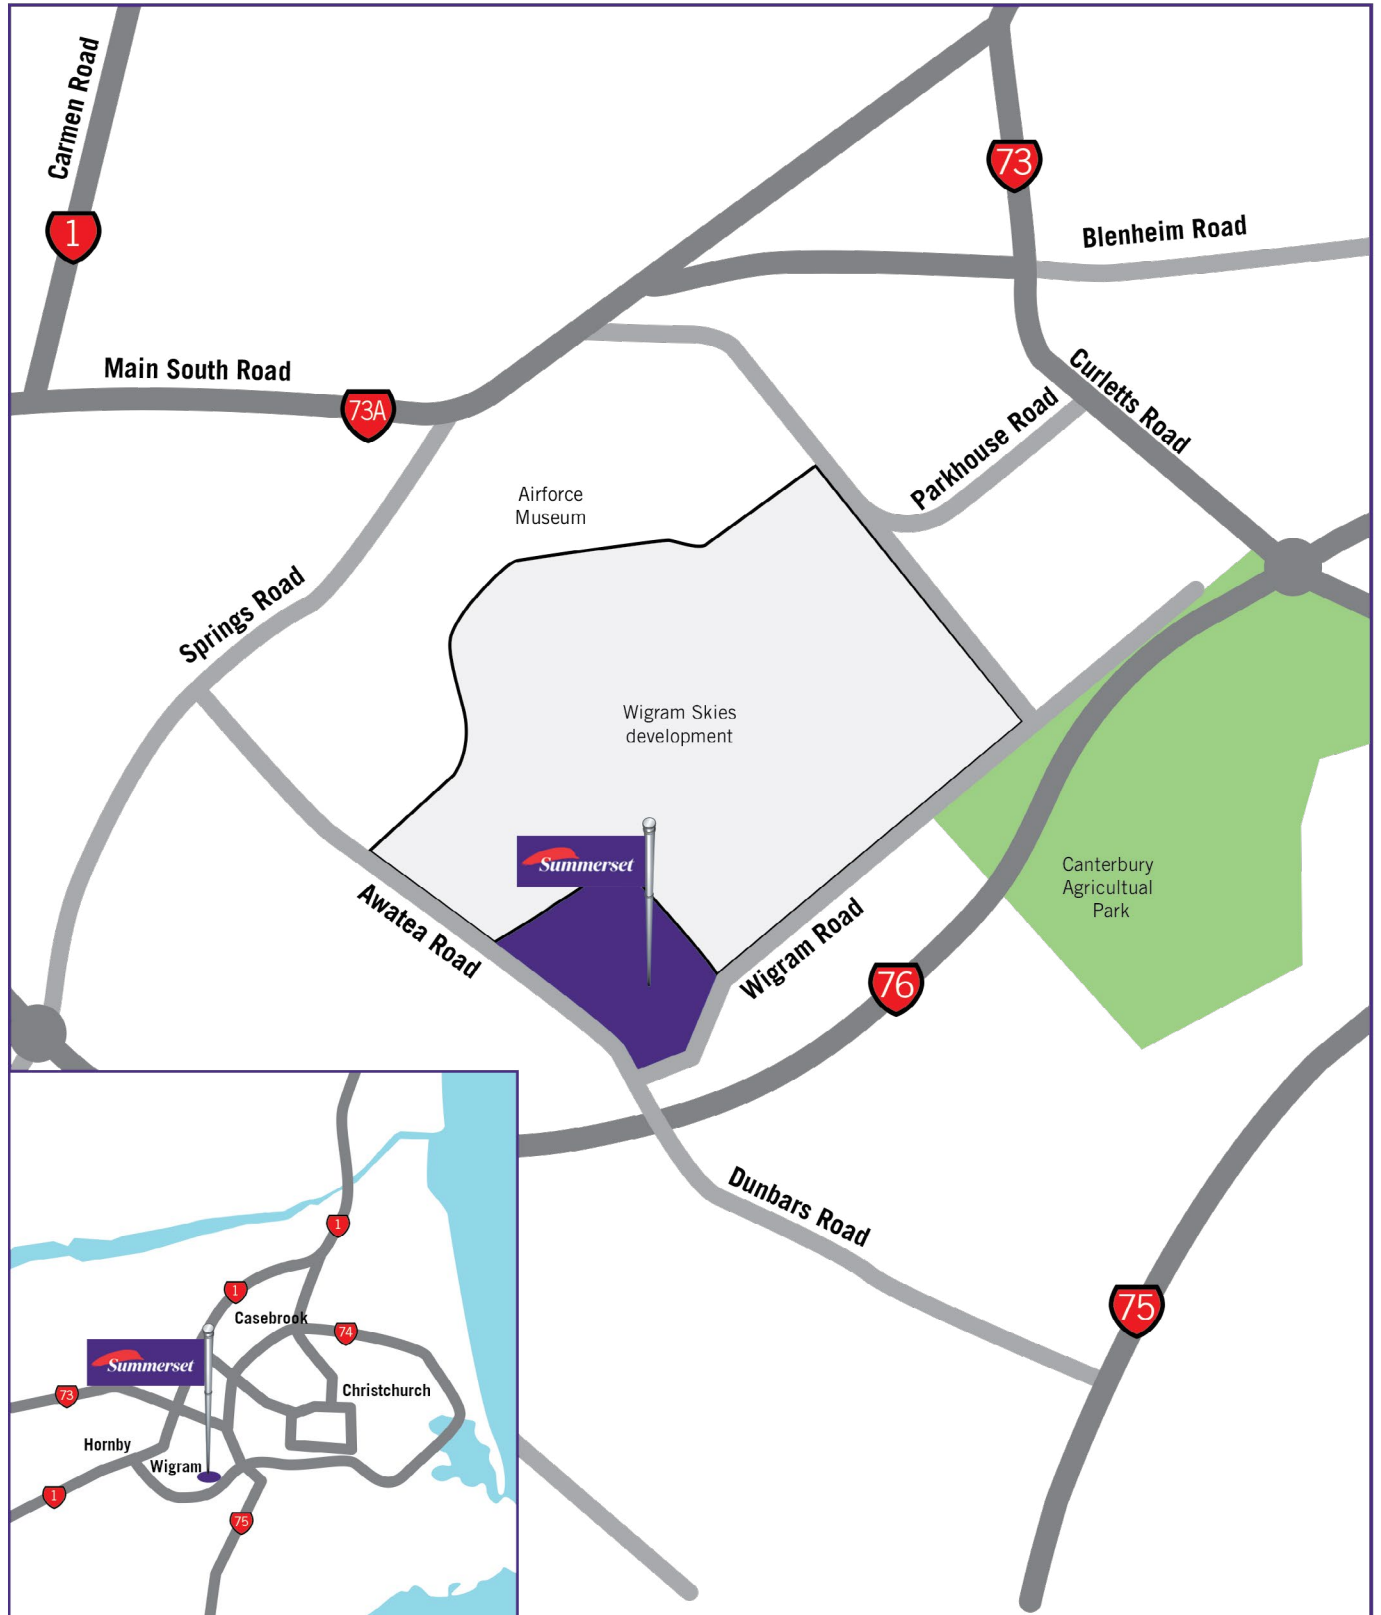 Carmen Road
1
73
Blenheim Road
Main South Road
73A
Curletts Road
Parkhouse Road
Airforce
Museum
Springs Road
Wigram Skies
development
Summerset
Canterbury
Agricultual
Park
Awatea Road
Wigram Road
76
Dunbars Road
75
1
1
Casebrook
74
Summerset
73
Christchurch
Hornby
Wigram
1
75